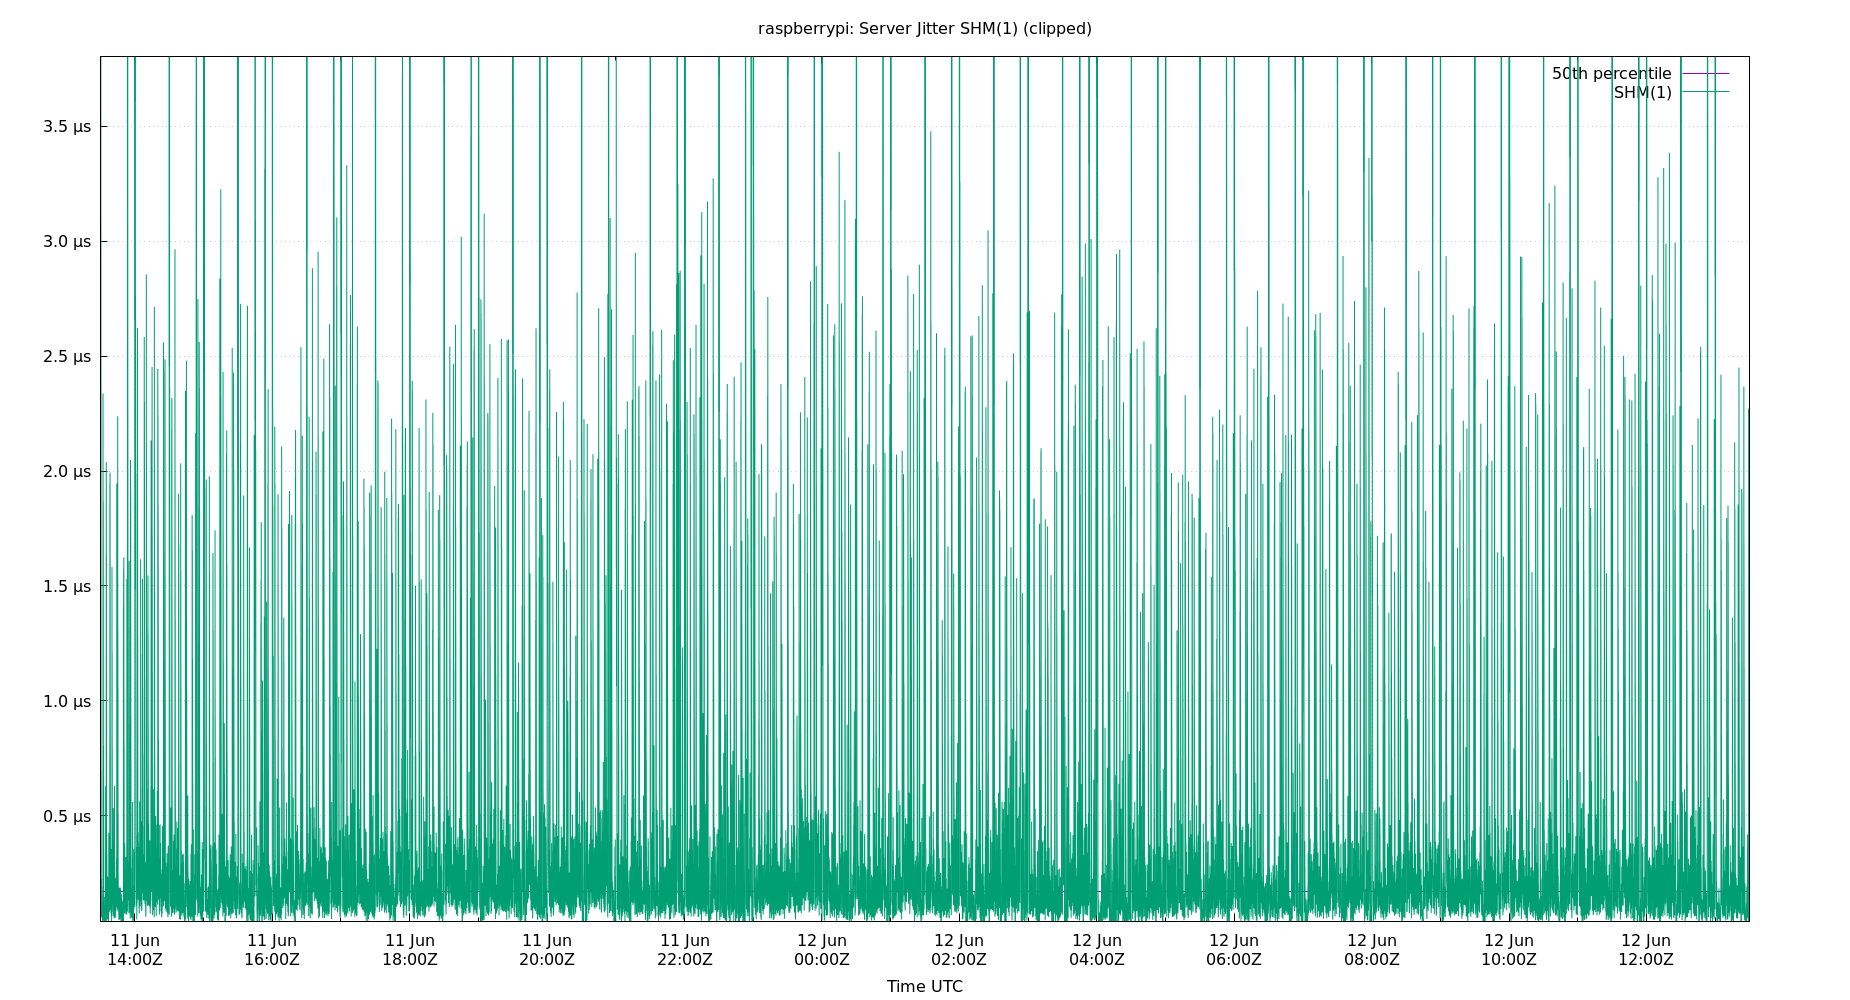 raspberrypi: Server Jitter SHM(1) (clipped)
50th percentile
SHM(1)
3.5 μs
3.0 μs
2.5 μs
2.0 μs
1.5 μs
1.0 μs
0.5 μs
11 Jun 11 Jun 11 Jun 11 Jun 11 Jun 12 Jun 12 Jun 12 Jun 12 Jun 12 Jun 12 Jun 12 Jun
14:00Z 16:00Z 18:00Z 20:00Z 22:00Z 00:00Z 02:00Z 04:00Z 06:00Z 08:00Z 10:00Z 12:00Z
Time UTC